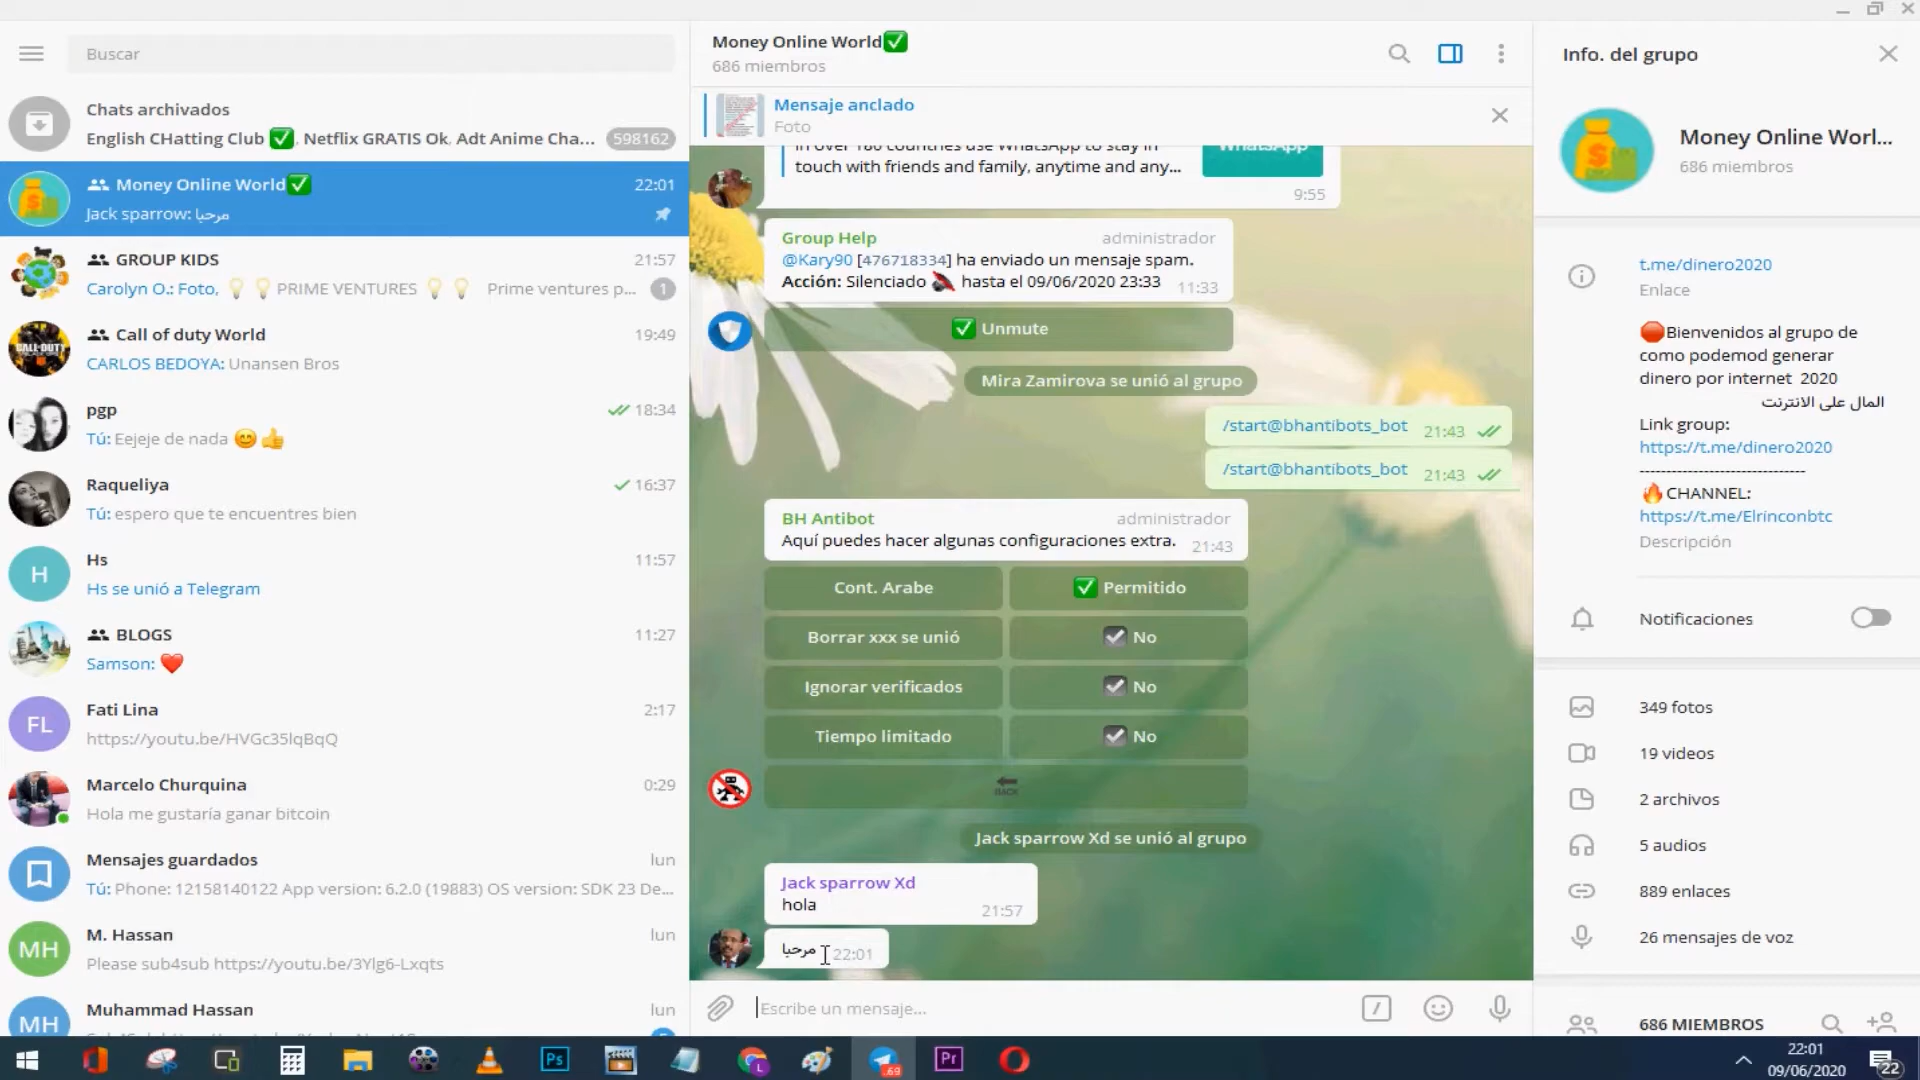 Buscar
Chats archivados
English CHatting Club ✅, Netflix GRATIS Ok, Adt Anime Cha... 598162
Money Online World✅ 22:01
Jack sparrow: مرحبا
GROUP KIDS 21:57
Carolyn O.: Foto, 💡 💡 PRIME VENTURES 💡 💡 Prime ventures p... 1
Call of duty World 19:49
CARLOS BEDOYA: Unansen Bros
pgp 18:34
Tú: Eejeje de nada 😊👍
Raqueliya 16:37
Tú: espero que te encuentres bien
H
Hs 11:57
Hs se unió a Telegram
BLOGS 11:27
Samson: ❤️
FL
Fati Lina 2:17
https://youtu.be/HVGc35lqBqQ
Marcelo Churquina 0:29
Hola me gustaría ganar bitcoin
Mensajes guardados lun
Tú: Phone: 12158140122 App version: 6.2.0 (19883) OS version: SDK 23 De...
MH
M. Hassan lun
Please sub4sub https://youtu.be/3Ylg6-Lxqts
MH
Muhammad Hassan lun
Money Online World✅
686 miembros
Mensaje anclado
Foto
in over 180 countries use WhatsApp to stay in
touch with friends and family, anytime and any...
WhatsApp
9:55
Group Help administrador
@Kary90 [476718334] ha enviado un mensaje spam.
Acción: Silenciado hasta el 09/06/2020 23:33 11:33
✅ Unmute
Mira Zamirova se unió al grupo
/start@bhantibots_bot 21:43
/start@bhantibots_bot 21:43
BH Antibot administrador
Aquí puedes hacer algunas configuraciones extra. 21:43
Cont. Arabe ✅ Permitido
Borrar xxx se unió No
Ignorar verificados No
Tiempo limitado No
BACK
Jack sparrow Xd se unió al grupo
Jack sparrow Xd
hola 21:57
مرحبا 22:01
Escribe un mensaje...
Info. del grupo
Money Online Worl...
686 miembros
t.me/dinero2020
Enlace
🛑Bienvenidos al grupo de
como podemod generar
dinero por internet 2020
المال على الانترنت
Link group:
https://t.me/dinero2020
------------------------------
🔥CHANNEL:
https://t.me/Elrinconbtc
Descripción
Notificaciones
349 fotos
19 videos
2 archivos
5 audios
889 enlaces
26 mensajes de voz
686 MIEMBROS
Ps
L
.69
Pr
22:01
09/06/2020
22